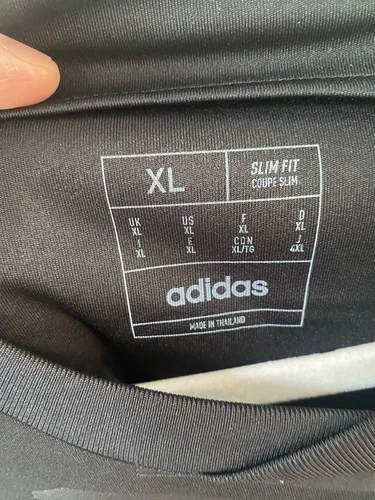 XL
SLIM FIT
COUPE SLIM
UK US F D
XL XL XL XL
I E CDN J
XL XL XL/TG 4XL
adidas
MADE IN THAILAND